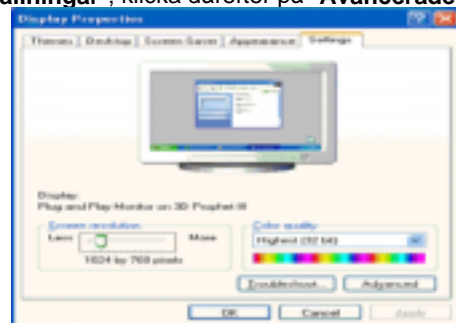 ällningar", klicka därefter på "Avancerade
Display Properties
Themes Desktop Screen Saver Appearance Settings
Display:
Plug and Play Monitor on 3D Prophet III
Screen resolution Color quality
Less More Highest (32 bit)
1024 by 768 pixels
Troubleshoot... Advanced
OK Cancel Apply